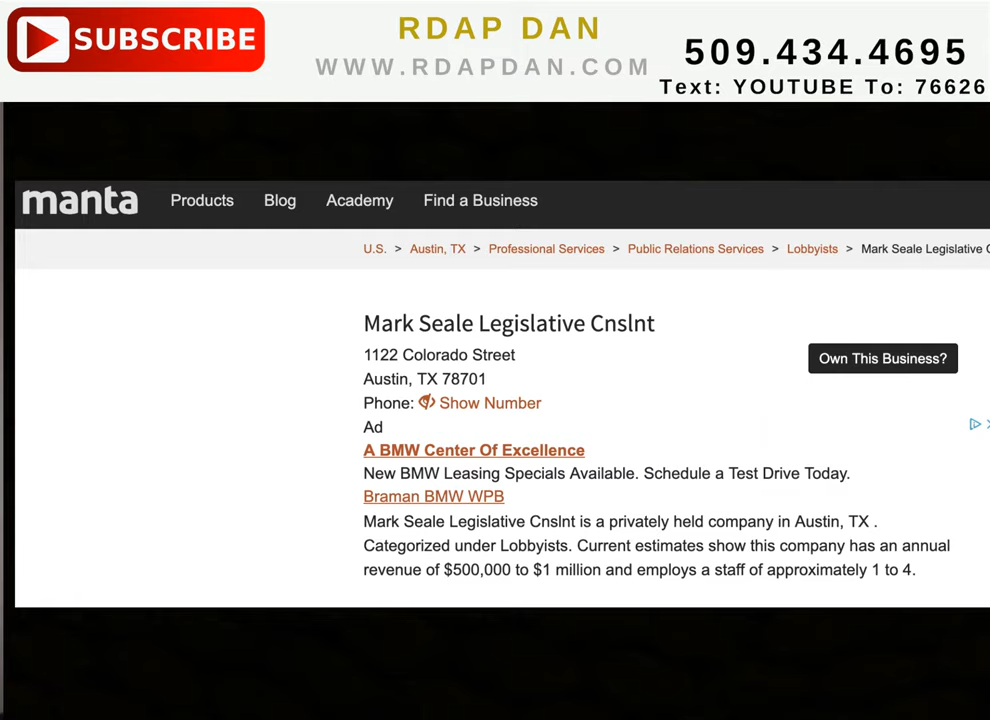 SUBSCRIBE
RDAP DAN
WWW.RDAPDAN.COM
509.434.4695
Text: YOUTUBE To: 76626
manta Products Blog Academy Find a Business
U.S. > Austin, TX > Professional Services > Public Relations Services > Lobbyists > Mark Seale Legislative
Mark Seale Legislative Cnslnt
1122 Colorado Street
Own This Business?
Austin, TX 78701
Phone: Show Number
Ad
A BMW Center Of Excellence
New BMW Leasing Specials Available. Schedule a Test Drive Today.
Braman BMW WPB
Mark Seale Legislative Cnslnt is a privately held company in Austin, TX .
Categorized under Lobbyists. Current estimates show this company has an annual
revenue of $500,000 to $1 million and employs a staff of approximately 1 to 4.